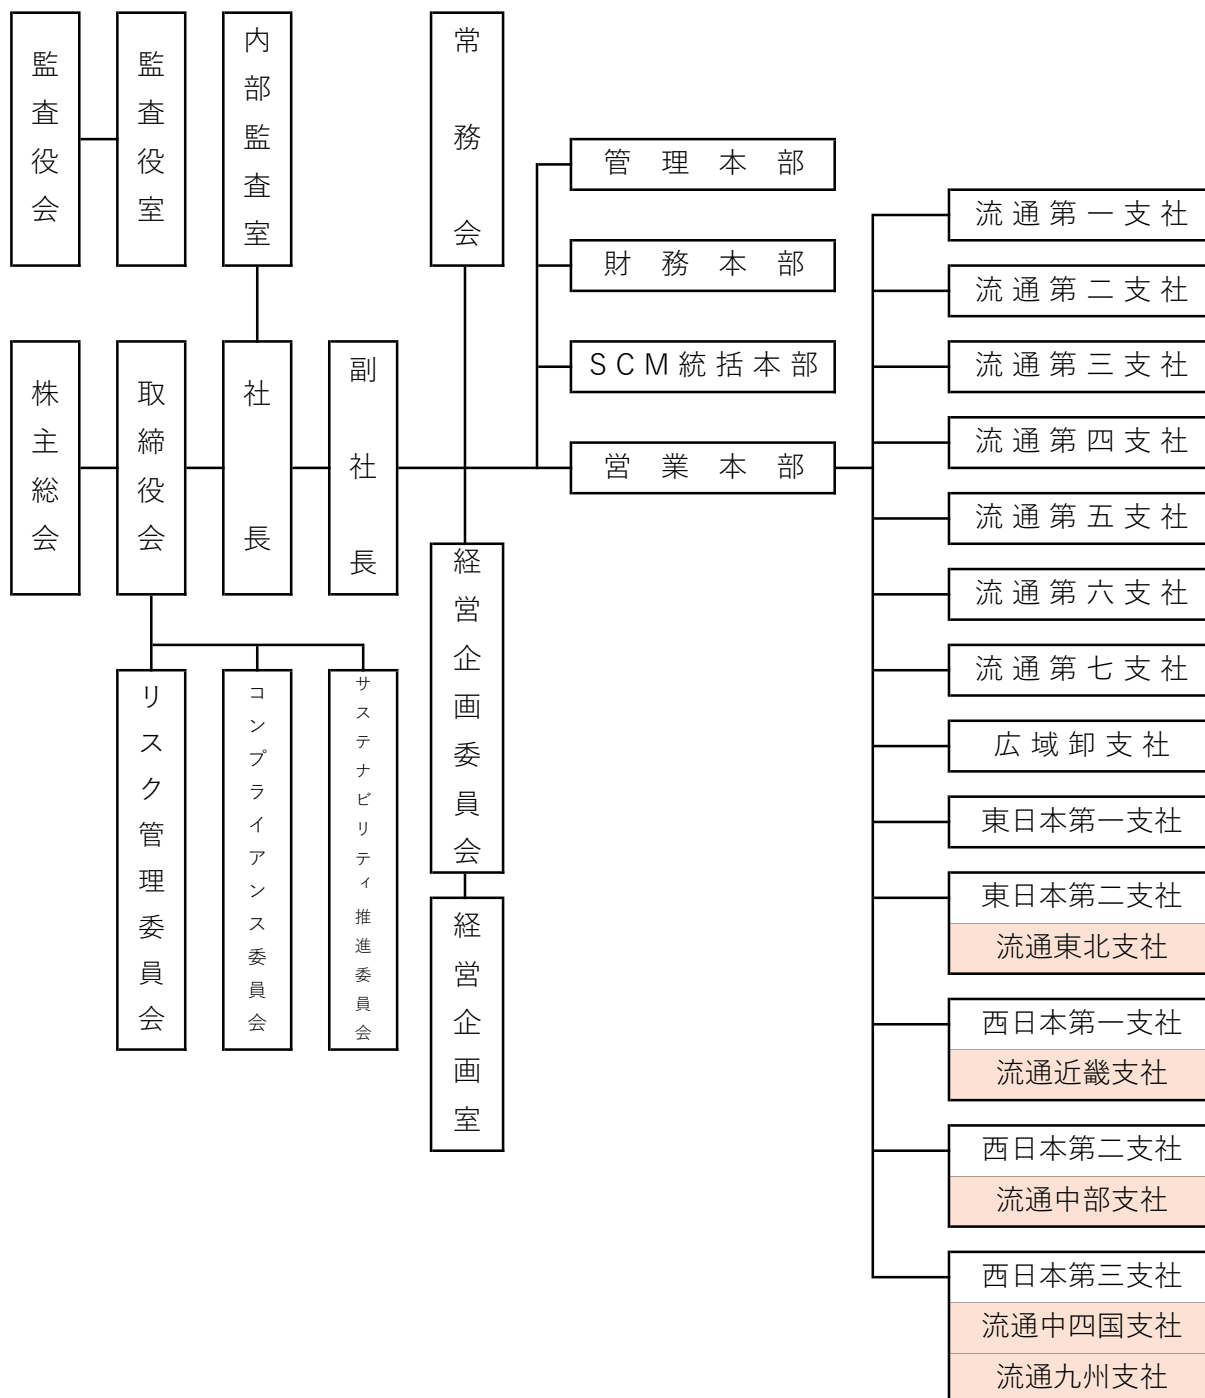 監査役会
監査役室
内部監査室
常務会
株主総会
取締役会
社長
副社長
リスク管理委員会
コンプライアンス委員会
サステナビリティ推進委員会
経営企画委員会
経営企画室
管理本部
財務本部
SCM統括本部
営業本部
流通第一支社
流通第二支社
流通第三支社
流通第四支社
流通第五支社
流通第六支社
流通第七支社
広域卸支社
東日本第一支社
東日本第二支社
流通東北支社
西日本第一支社
流通近畿支社
西日本第二支社
流通中部支社
西日本第三支社
流通中四国支社
流通九州支社